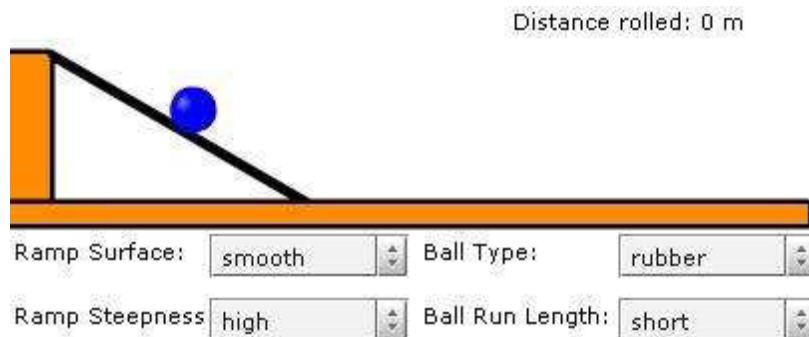 Distance rolled: 0 m
Ramp Surface: smooth Ball Type: rubber
Ramp Steepness high Ball Run Length: short